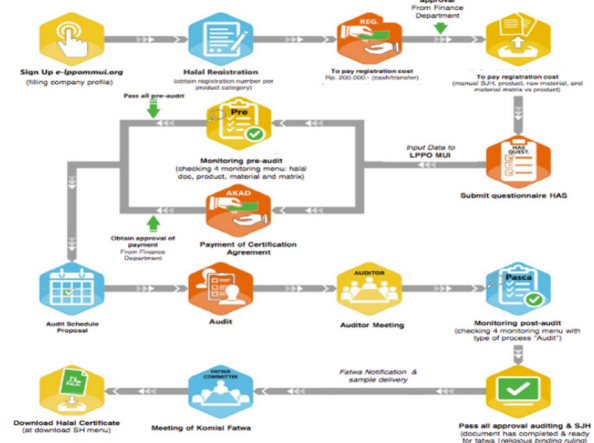 approval
From Finance
Department
REG.
Sign Up e-lppommui.org
(filling company profile)
Halal Registration
(obtain registration number per
product category)
To pay registration cost
Rp. 200.000,- (cash/transfer)
To pay registration cost
(manual SJH, product, raw material, and
material matrix vs product)
Pass all pre-audit
Pre
Monitoring pre-audit
(checking 4 monitoring menu: halal
doc, product, material and matrix)
Input Data to
LPPO MUI
HAS
QUEST.
Submit questionnaire HAS
AKAD
Obtain approval of
payment
From Finance
Department
Payment of Certification
Agreement
Audit Schedule
Proposal
Audit
AUDITOR
Auditor Meeting
Pasca
Monitoring post-audit
(checking 4 monitoring menu with
type of process "Audit")
Fatwa Notification &
sample delivery
FATWA
COMMITTEE
Download Halal Certificate
(at download SH menu)
Meeting of Komisi Fatwa
Pass all approval auditing & SJH
(document has completed & ready
for fatwa (religious binding ruling)